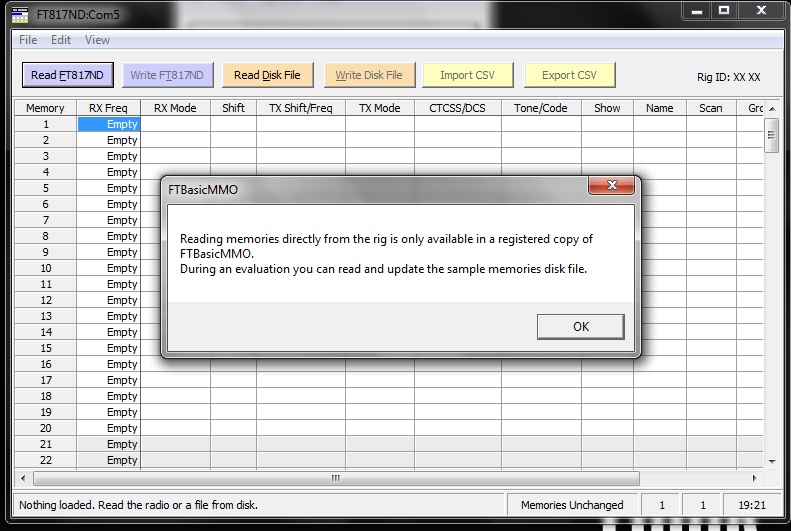 FT817ND:Com5
File Edit View
Read FT817ND Write FT817ND Read Disk File Write Disk File Import CSV Export CSV Rig ID: XX XX
Memory RX Freq RX Mode Shift TX Shift/Freq TX Mode CTCSS/DCS Tone/Code Show Name Scan Gro
1 Empty
2 Empty
3 Empty
4 Empty
5 Empty
6 Empty
7 Empty
8 Empty
9 Empty
10 Empty
11 Empty
12 Empty
13 Empty
14 Empty
15 Empty
16 Empty
17 Empty
18 Empty
19 Empty
20 Empty
21 Empty
22 Empty
FTBasicMMO
Reading memories directly from the rig is only available in a registered copy of
FTBasicMMO.
During an evaluation you can read and update the sample memories disk file.
OK
Nothing loaded. Read the radio or a file from disk. Memories Unchanged 1 1 19:21